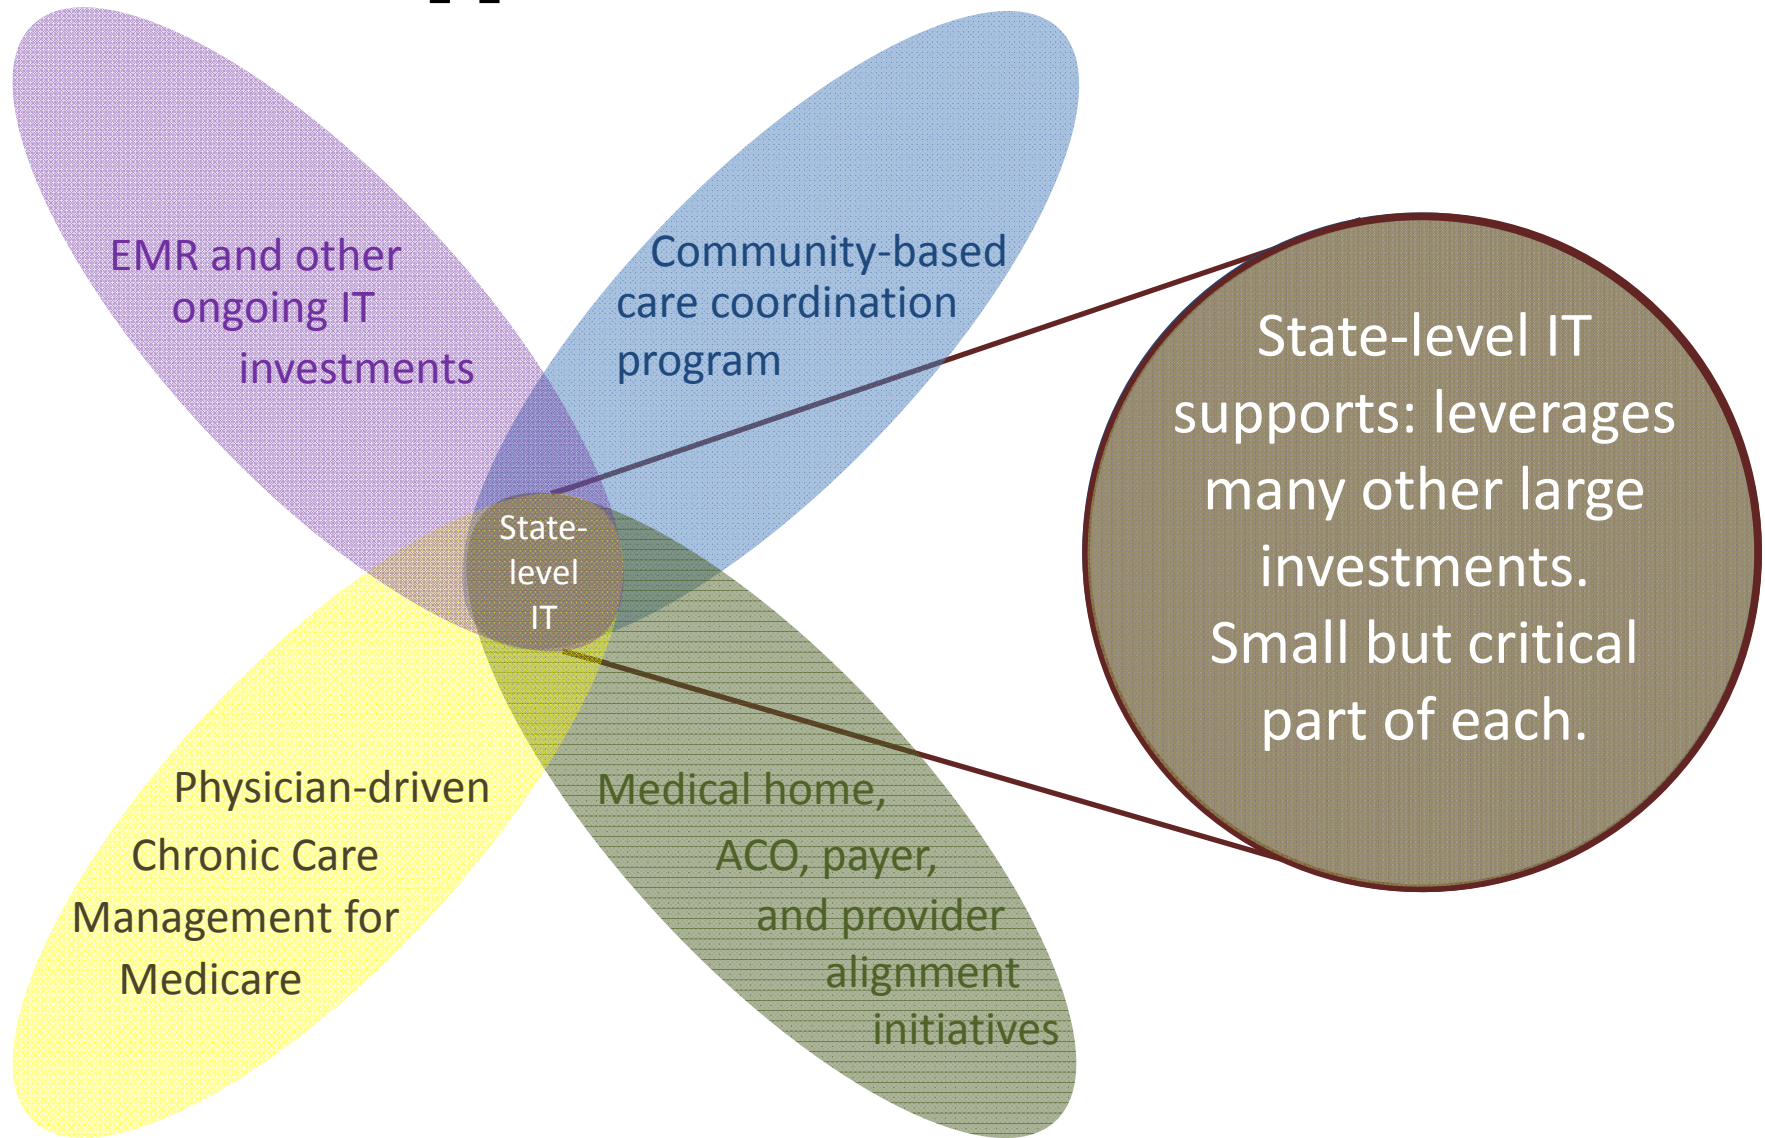 EMR and other
ongoing IT
investments
Community-based
care coordination
program
State-
level
IT
Physician-driven
Chronic Care
Management for
Medicare
Medical home,
ACO, payer,
and provider
alignment
initiatives
State-level IT
supports: leverages
many other large
investments.
Small but critical
part of each.